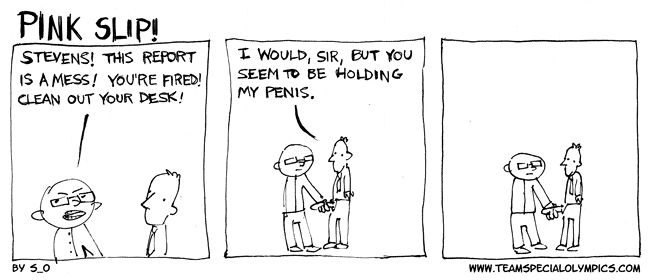 PINK SLIP!
STEVENS! THIS REPORT
IS A MESS! YOU'RE FIRED!
CLEAN OUT YOUR DESK!
I WOULD, SIR, BUT YOU
SEEM TO BE HOLDING
MY PENIS.
BY S_O
WWW.TEAMSPECIALOLYMPICS.COM